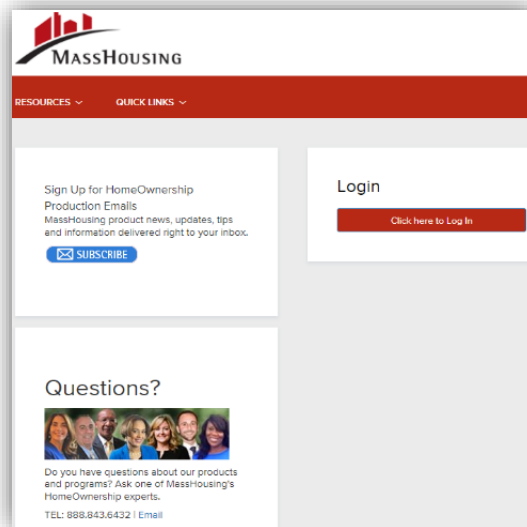 MASSHOUSING
RESOURCES
QUICK LINKS
Sign Up for HomeOwnership
Production Emails
MassHousing product news, updates, tips
and information delivered right to your inbox.
SUBSCRIBE
Login
Click here to Log In
Questions?
Do you have questions about our products
and programs? Ask one of MassHousing's
HomeOwnership experts.
TEL: 888.843.6432 | Email